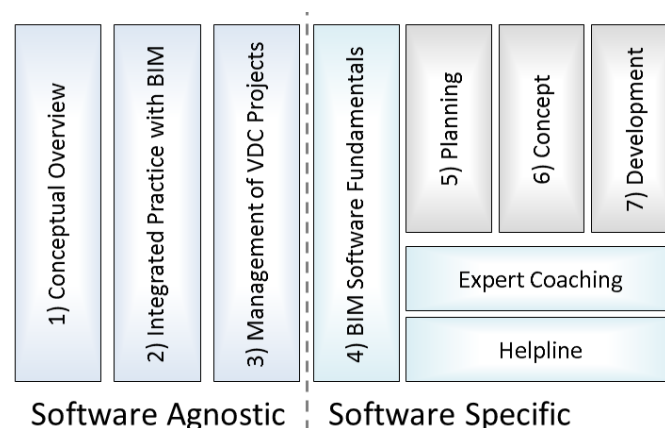 1) Conceptual Overview
2) Integrated Practice with BIM
3) Management of VDC Projects
4) BIM Software Fundamentals
5) Planning
6) Concept
7) Development
Expert Coaching
Helpline
Software Agnostic
Software Specific